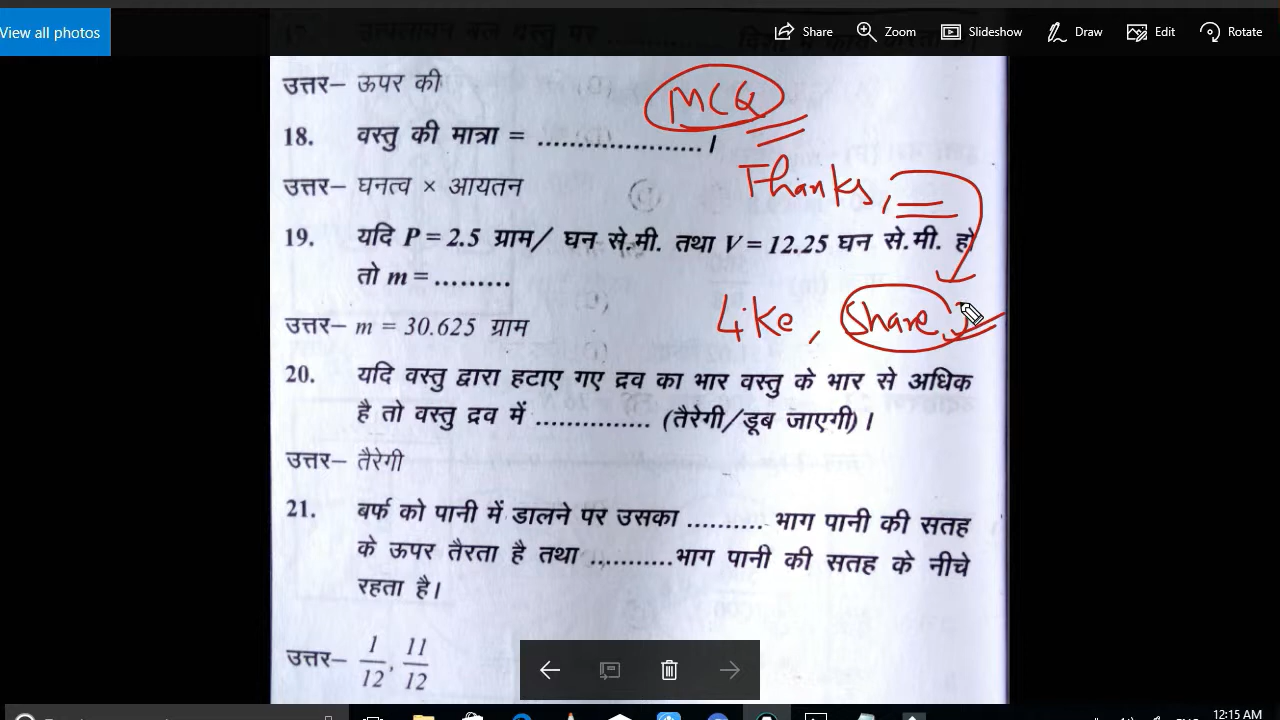 View all photos
Share Zoom Slideshow Draw Edit Rotate
उत्तर– ऊपर की
MCQ
18. वस्तु की मात्रा = ..................... ।
Thanks,
उत्तर– घनत्व × आयतन
19. यदि P = 2.5 ग्राम/ घन से.मी. तथा V = 12.25 घन से.मी. हो
तो m = ..........
Like, Share
उत्तर– m = 30.625 ग्राम
20. यदि वस्तु द्वारा हटाए गए द्रव का भार वस्तु के भार से अधिक
है तो वस्तु द्रव में ............... (तैरेगी/डूब जाएगी)।
उत्तर– तैरेगी
21. बर्फ को पानी में डालने पर उसका .......... भाग पानी की सतह
के ऊपर तैरता है तथा ...........भाग पानी की सतह के नीचे
रहता है।
उत्तर– 1/12, 11/12
12:15 AM